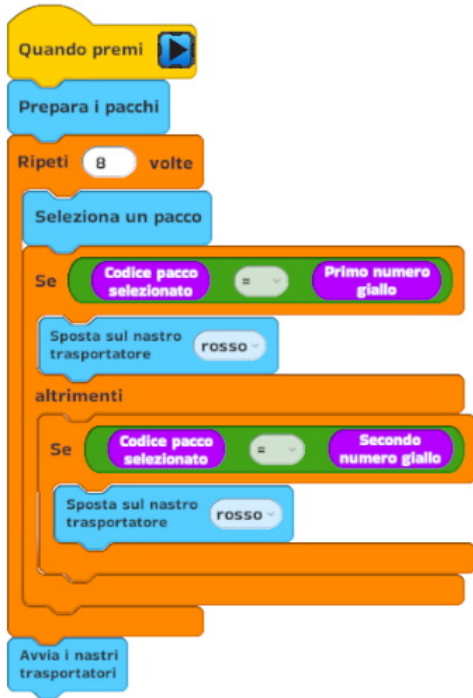 Quando premi
Prepara i pacchi
Ripeti 8 volte
Seleziona un pacco
Se Codice pacco selezionato = Primo numero giallo
Sposta sul nastro trasportatore rosso
altrimenti
Se Codice pacco selezionato = Secondo numero giallo
Sposta sul nastro trasportatore rosso
Avvia i nastri
trasportatori